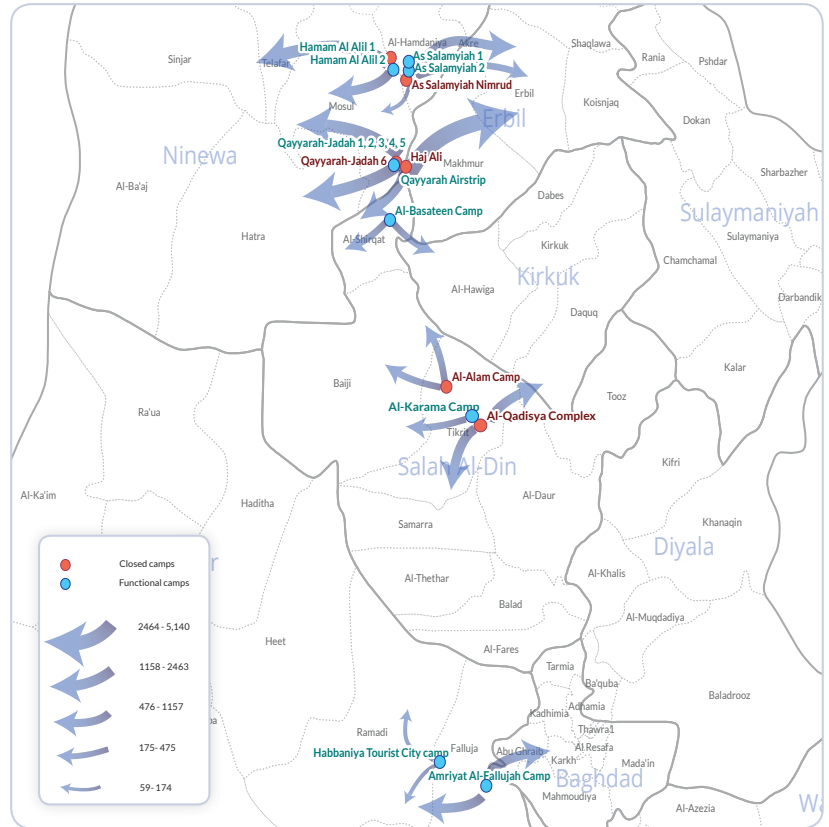 Al-Hamdaniya
Akre
Hamam Al Alil 1
As Salamyiah 1
Shaqlawa
Sinjar
Telafar
Hamam Al Alil 2
As Salamyiah 2
Rania
Pshdar
As Salamyiah Nimrud
Mosul
Erbil
Koisnjaq
Erbil
Dokan
Qayyarah-Jadah 1, 2, 3, 4, 5
Ninewa
Qayyarah-Jadah 6
Haj Ali
Makhmur
Sharbazher
Qayyarah Airstrip
Al-Ba'aj
Dabes
Al-Basateen Camp
Sulaymaniyah
Hatra
Al-Shirqat
Kirkuk
Sulaymaniya
Chamchamal
Kirkuk
Al-Hawiga
Darbandik
Daquq
Kalar
Al-Alam Camp
Baiji
Tooz
Ra'ua
Al-Karama Camp
Al-Qadisya Complex
Tikrit
Salah Al-Din
Kifri
Al-Ka'im
Haditha
Al-Daur
Samarra
Khanaqin
Diyala
r
Closed camps
Functional camps
Al-Thethar
Al-Khalis
Balad
Al-Muqdadiya
2464 - 5,140
Heet
Al-Fares
1158 - 2463
Tarmia
Ba'quba
Baladrooz
476 - 1157
Adhamia
Kadhimia
ba
Thawra1
Ramadi
175- 475
Habbaniya Tourist City camp
Falluja
Abu Ghraib
Al Resafa
Karkh
Mada'in
Amriyat Al-Fallujah Camp
Baghdad
59- 174
Mahmoudiya
Al-Azezia
Wa